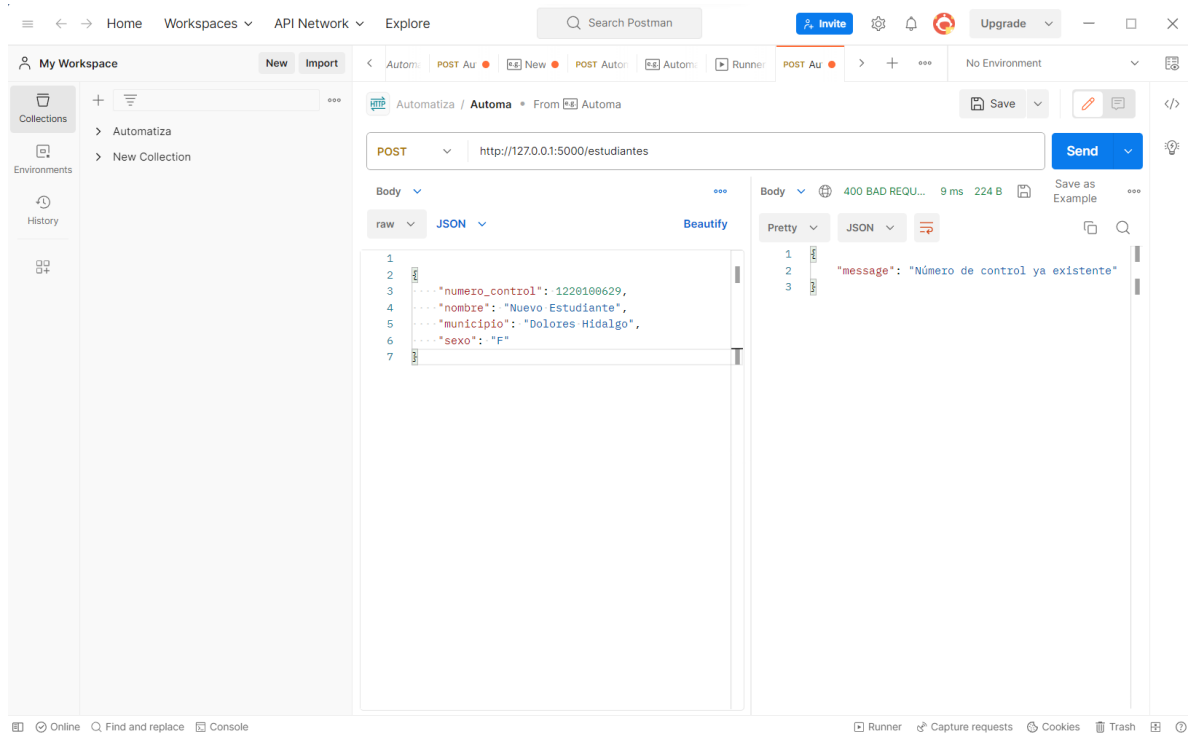 Home Workspaces API Network Explore Search Postman Invite Upgrade
My Workspace New Import POST Au New POST Auton Automa Runner POST Au No Environment
Collections
Environments
History
Automatiza
New Collection
HTTP Automatiza / Automa From e.g. Automa Save
POST http://127.0.0.1:5000/estudiantes Send
Body
raw JSON Beautify
1
2 {
3 "numero_control": 1220100629,
4 "nombre": "Nuevo Estudiante",
5 "municipio": "Dolores Hidalgo",
6 "sexo": "F"
7 }
Body 400 BAD REQU... 9 ms 224 B Save as Example
Pretty JSON
1 {
2 "message": "Número de control ya existente"
3 }
Online Find and replace Console Runner Capture requests Cookies Trash